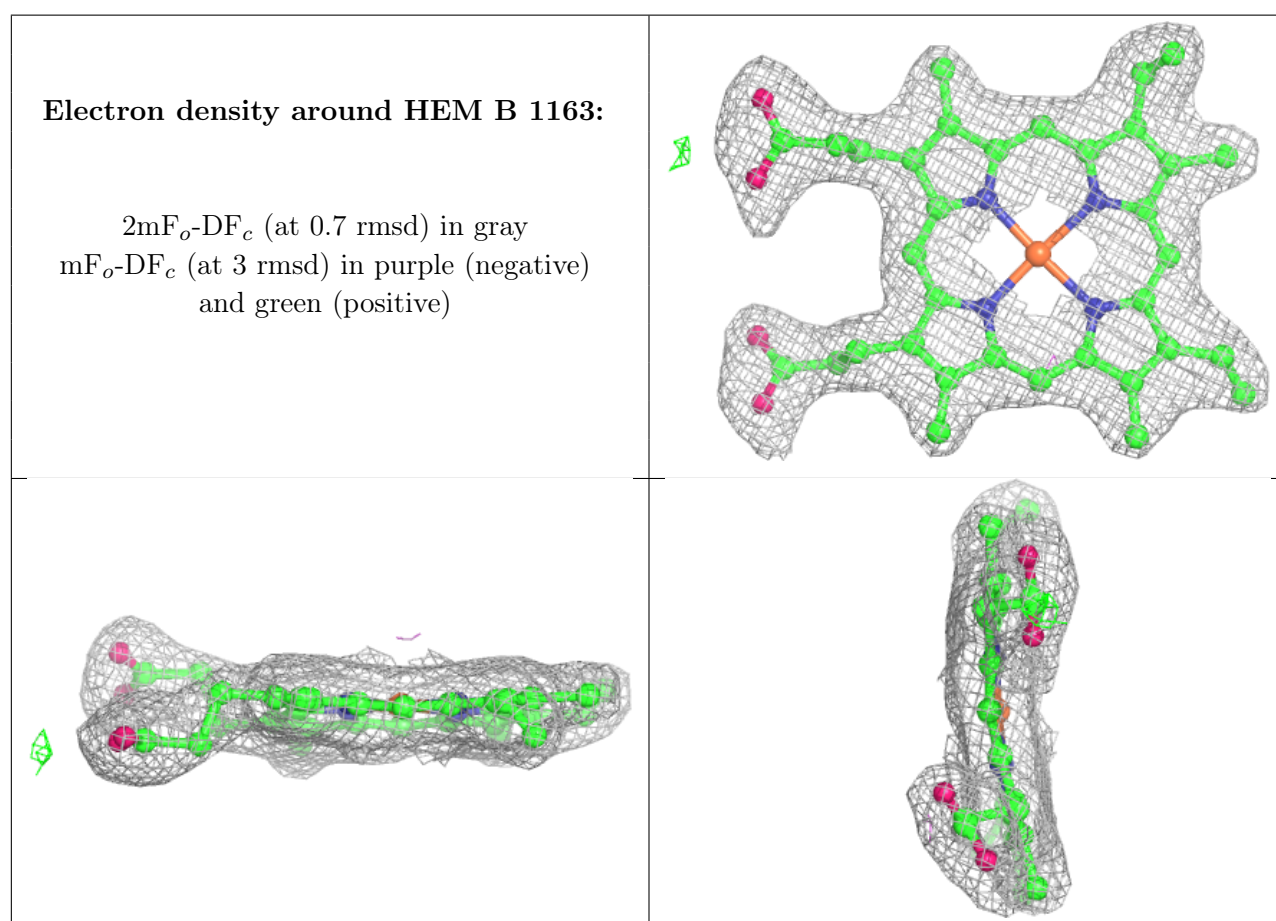 Electron density around HEM B 1163:
2mFo-DFc (at 0.7 rmsd) in gray
mFo-DFc (at 3 rmsd) in purple (negative)
and green (positive)